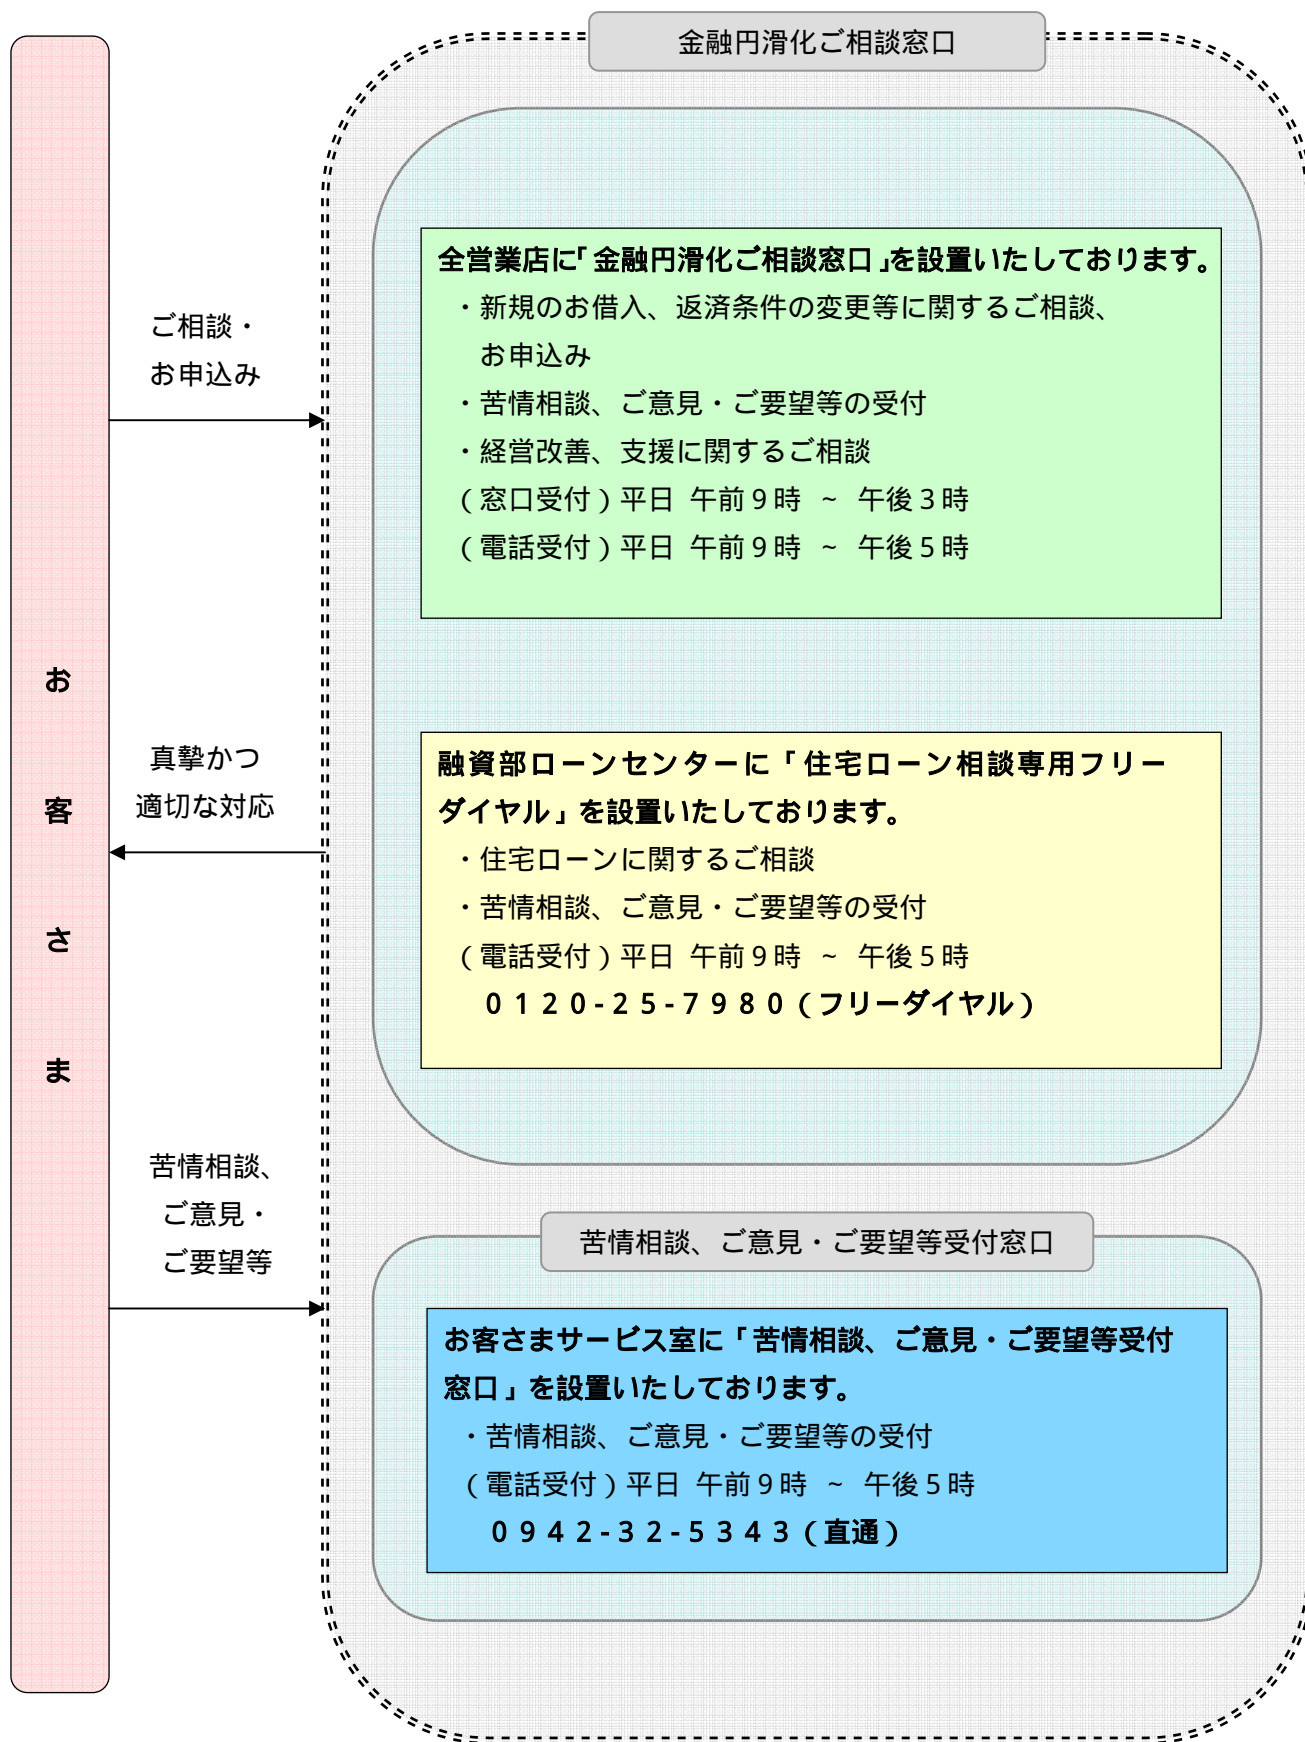 金融円滑化ご相談窓口
全営業店に「金融円滑化ご相談窓口」を設置いたしております。
・新規のお借入、返済条件の変更等に関するご相談、
お申込み
・苦情相談、ご意見・ご要望等の受付
・経営改善、支援に関するご相談
（窓口受付）平日 午前９時 ~ 午後３時
（電話受付）平日 午前９時 ~ 午後５時
ご相談・
お申込み
お
客
さ
ま
真摯かつ
適切な対応
融資部ローンセンターに「住宅ローン相談専用フリー
ダイヤル」を設置いたしております。
・住宅ローンに関するご相談
・苦情相談、ご意見・ご要望等の受付
（電話受付）平日 午前９時 ~ 午後５時
０１２０-２５-７９８０（フリーダイヤル）
苦情相談、
ご意見・
ご要望等
苦情相談、ご意見・ご要望等受付窓口
お客さまサービス室に「苦情相談、ご意見・ご要望等受付
窓口」を設置いたしております。
・苦情相談、ご意見・ご要望等の受付
（電話受付）平日 午前９時 ~ 午後５時
０９４２-３２-５３４３（直通）